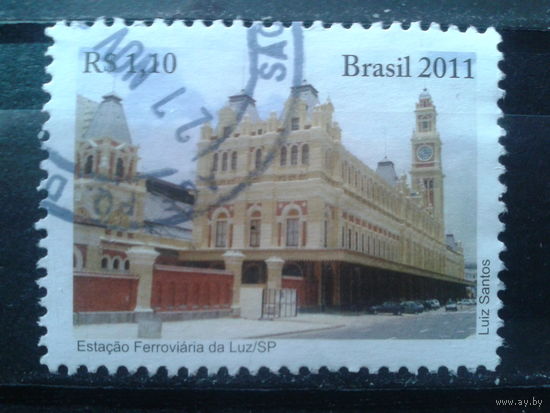 R$ 1,10
Brasil 2011
Luiz Santos
Estação Ferroviária da Luz/SP
www.ay.by